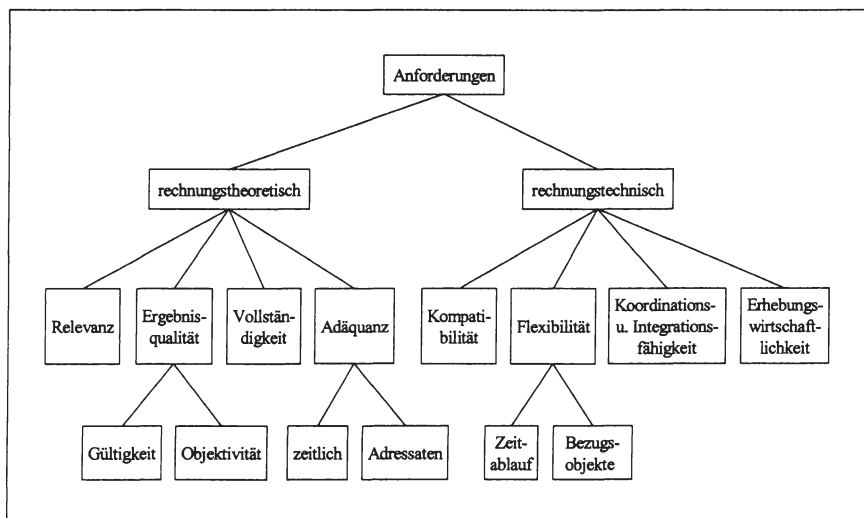 Anforderungen
rechnungstheoretisch
rechnungstechnisch
Relevanz
Ergebnis-
qualität
Vollstän-
digkeit
Adäquanz
Kompati-
bilität
Flexibilität
Koordinations-
u. Integrations-
fähigkeit
Erhebungs-
wirtschaft-
lichkeit
Gültigkeit
Objektivität
zeitlich
Adressaten
Zeit-
ablauf
Bezugs-
objekte